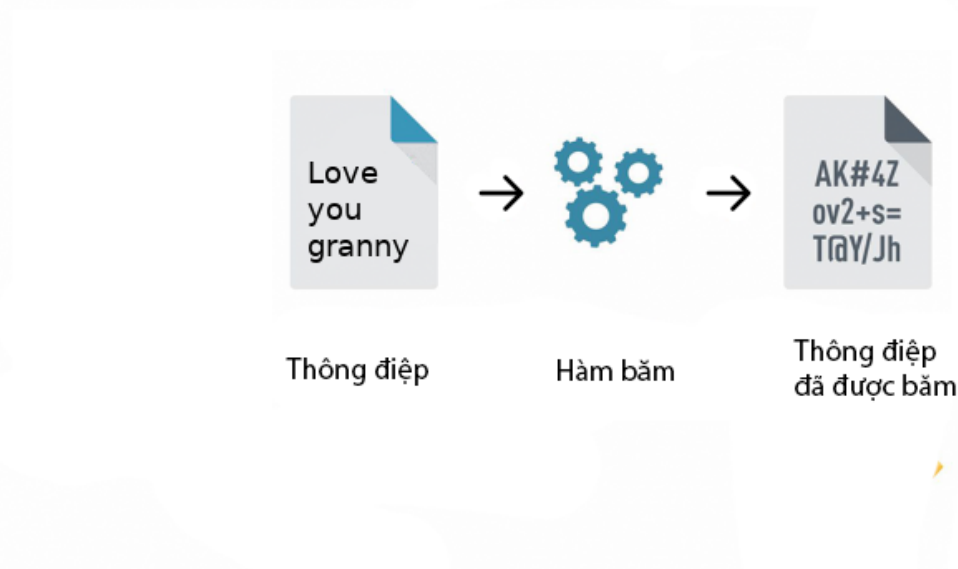 Love
you
granny
AK#4Z
ov2+s=
T@Y/Jh
Thông điệp
Hàm băm
Thông điệp
đã được băm